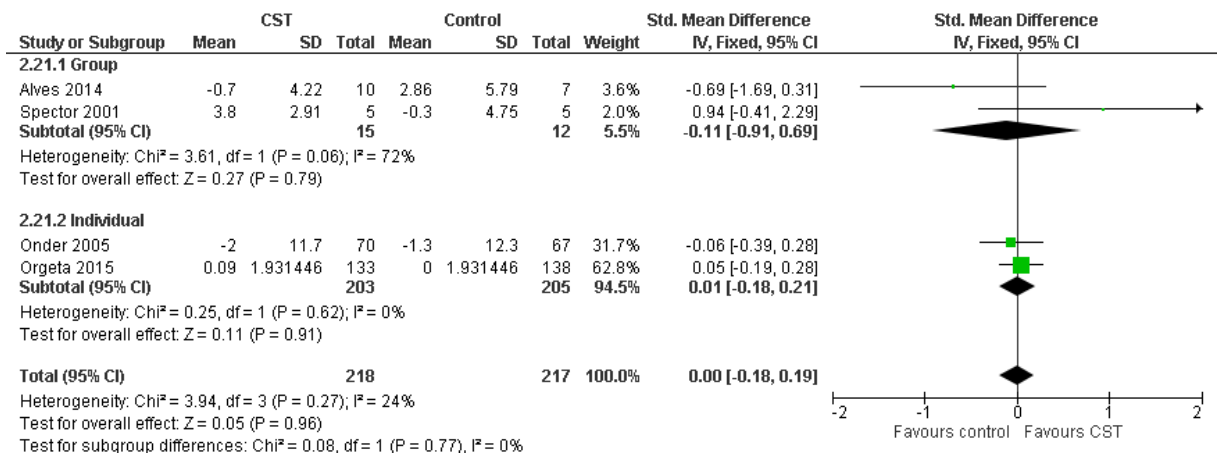 CST Control Std. Mean Difference Std. Mean Difference
Study or Subgroup Mean SD Total Mean SD Total Weight IV, Fixed, 95% CI IV, Fixed, 95% CI
2.21.1 Group
Alves 2014 -0.7 4.22 10 2.86 5.79 7 3.6% -0.69 [-1.69, 0.31]
Spector 2001 3.8 2.91 5 -0.3 4.75 5 2.0% 0.94 [-0.41, 2.29]
Subtotal (95% CI) 15 12 5.5% -0.11 [-0.91, 0.69]
Heterogeneity: Chi² = 3.61, df = 1 (P = 0.06); I² = 72%
Test for overall effect: Z = 0.27 (P = 0.79)
2.21.2 Individual
Onder 2005 -2 11.7 70 -1.3 12.3 67 31.7% -0.06 [-0.39, 0.28]
Orgeta 2015 0.09 1.931446 133 0 1.931446 138 62.8% 0.05 [-0.19, 0.28]
Subtotal (95% CI) 203 205 94.5% 0.01 [-0.18, 0.21]
Heterogeneity: Chi² = 0.25, df = 1 (P = 0.62); I² = 0%
Test for overall effect: Z = 0.11 (P = 0.91)
Total (95% CI) 218 217 100.0% 0.00 [-0.18, 0.19]
Heterogeneity: Chi² = 3.94, df = 3 (P = 0.27); I² = 24%
Test for overall effect: Z = 0.05 (P = 0.96)
Test for subgroup differences: Chi² = 0.08, df = 1 (P = 0.77), I² = 0%
-2 -1 0 1 2
Favours control Favours CST